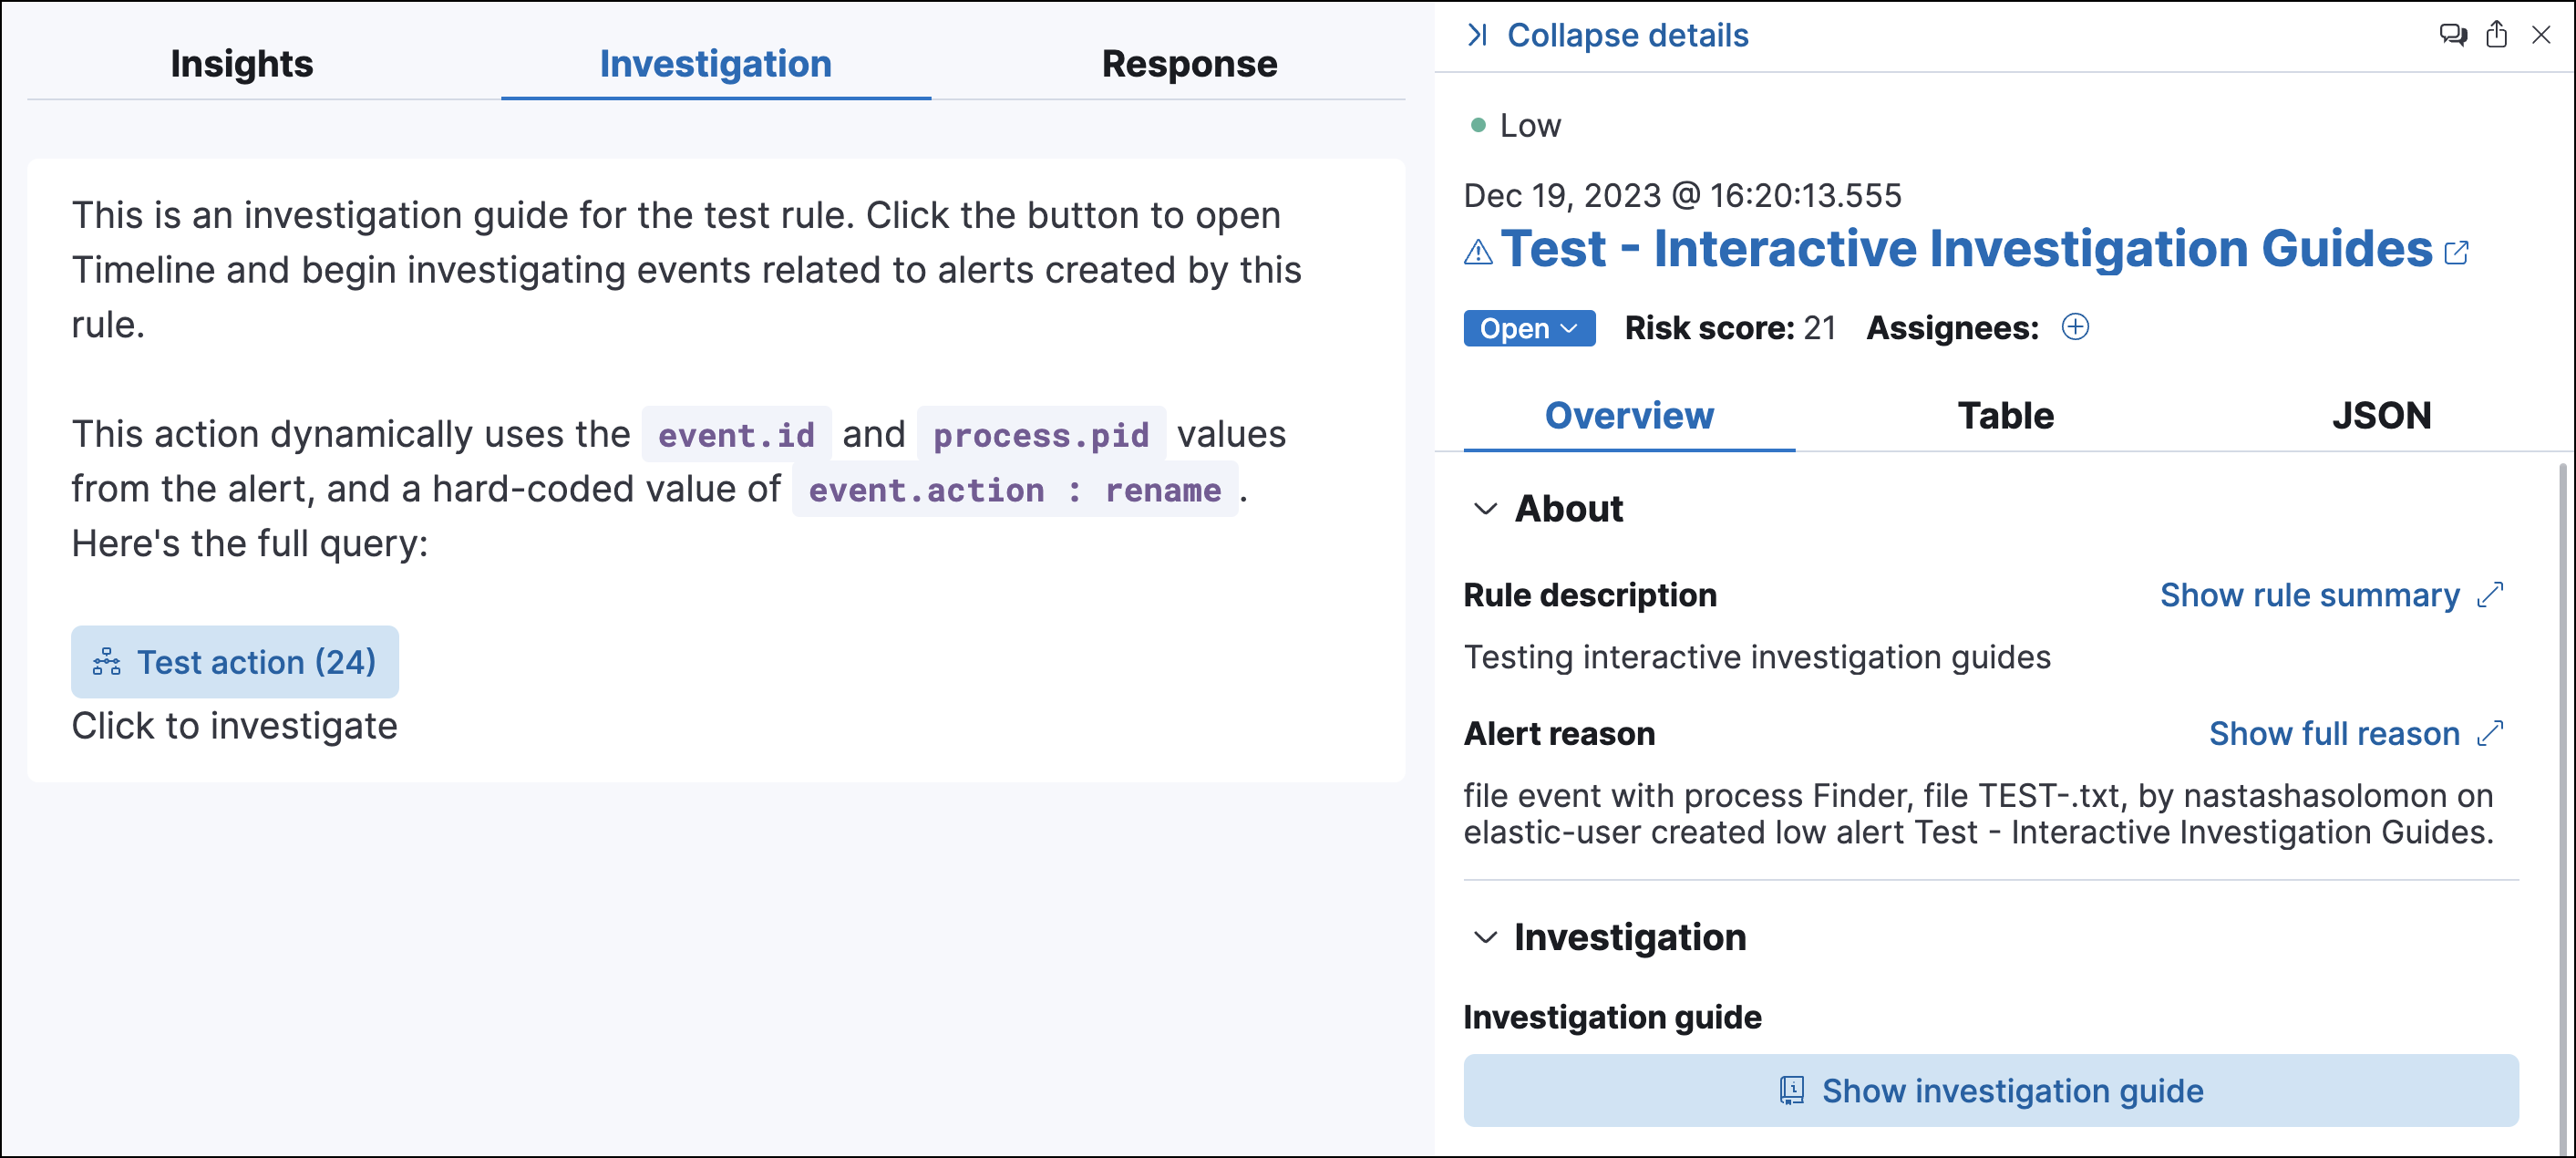 Insights
Investigation
Response
This is an investigation guide for the test rule. Click the button to open
Timeline and begin investigating events related to alerts created by this
rule.
This action dynamically uses the event.id and process.pid values
from the alert, and a hard-coded value of event.action : rename .
Here's the full query:
Test action (24)
Click to investigate
Collapse details
Low
Dec 19, 2023 @ 16:20:13.555
Test - Interactive Investigation Guides
Open Risk score: 21 Assignees:
Overview
Table
JSON
About
Rule description
Show rule summary
Testing interactive investigation guides
Alert reason
Show full reason
file event with process Finder, file TEST-.txt, by nastashasolomon on
elastic-user created low alert Test - Interactive Investigation Guides.
Investigation
Investigation guide
Show investigation guide